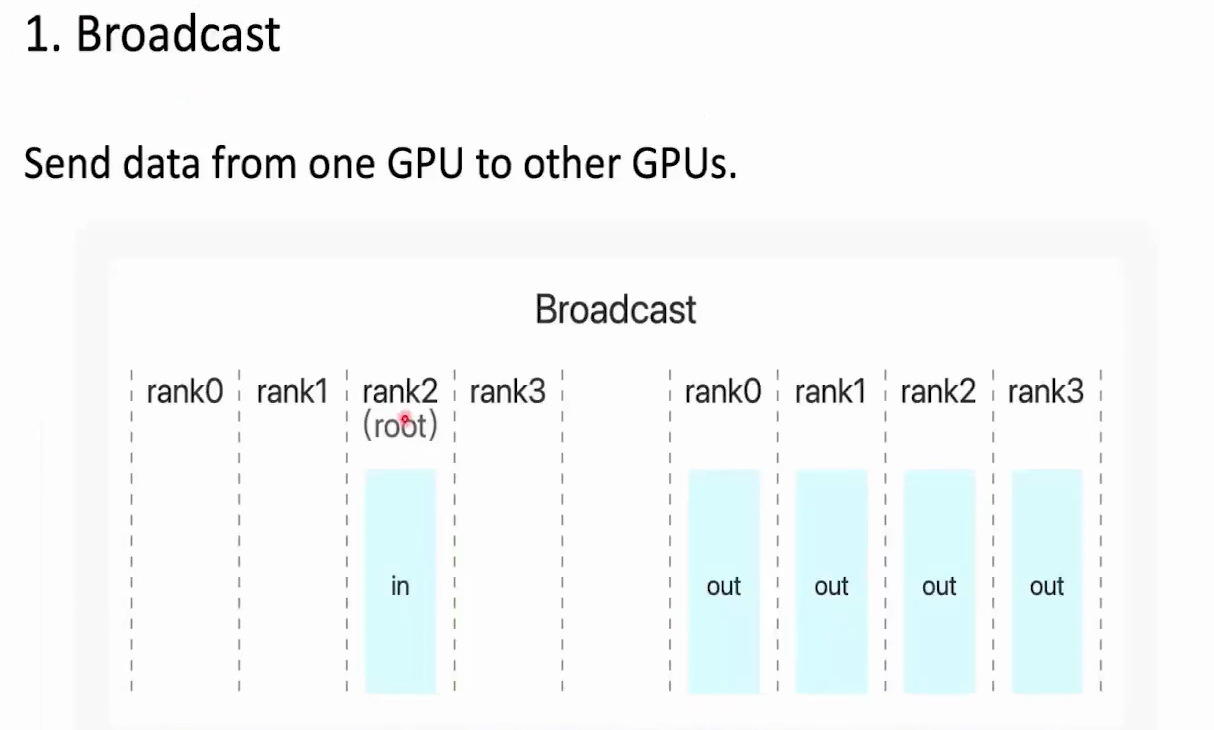 1. Broadcast
Send data from one GPU to other GPUs.
Broadcast
rank0 rank1 rank2 rank3 rank0 rank1 rank2 rank3
(root)
in out out out out